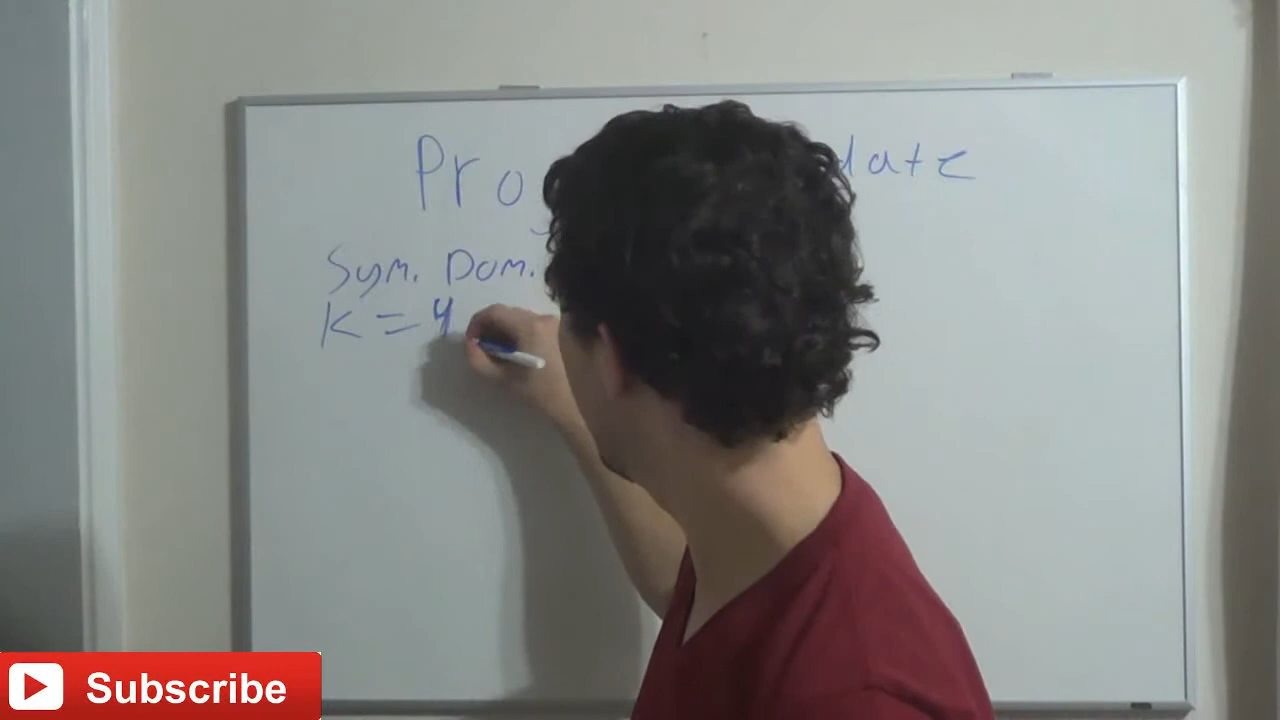 Pro date
Sym. Dom.
K = 4
Subscribe